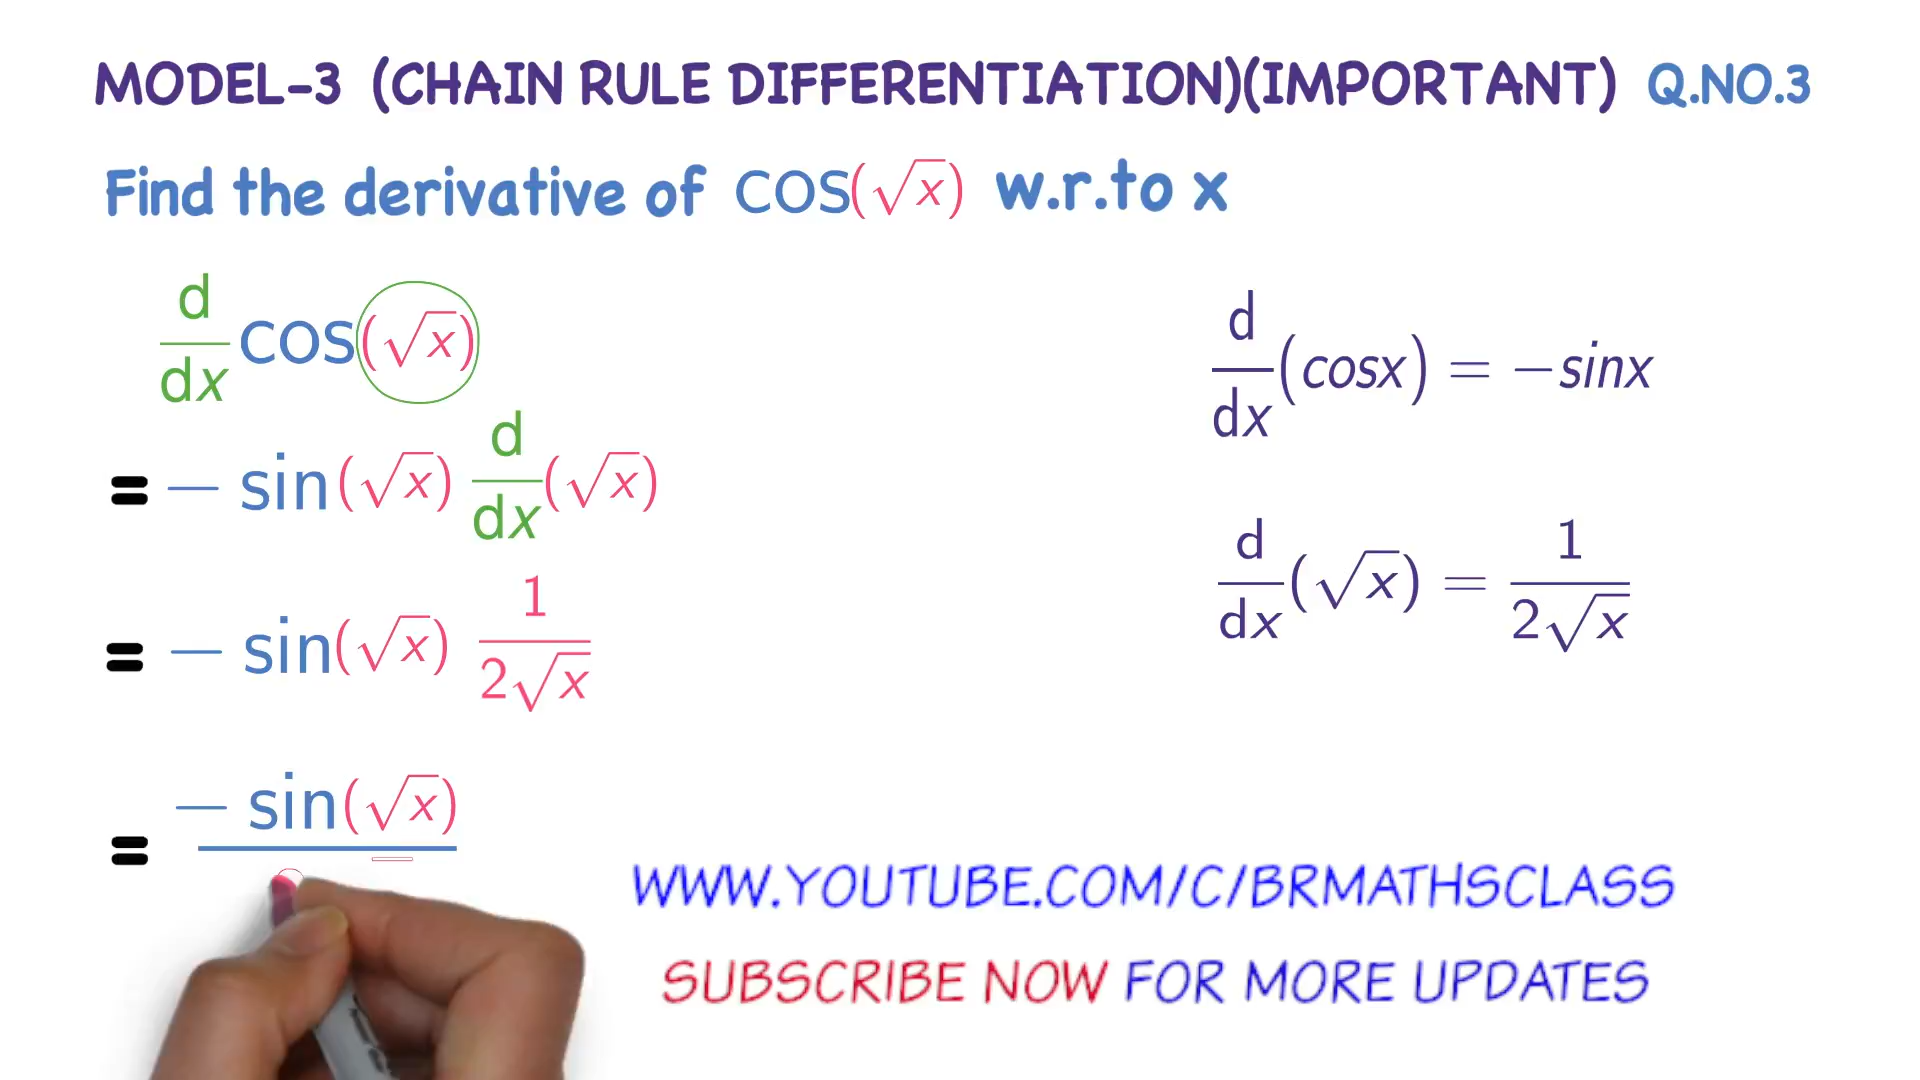 MODEL-3 (CHAIN RULE DIFFERENTIATION)(IMPORTANT) Q.NO.3
Find the derivative of cos(√x) w.r.to x
d/dx cos(√x)
= − sin(√x) d/dx (√x)
= − sin(√x) 1/(2√x)
= − sin(√x)
d/dx (cosx) = −sinx
d/dx (√x) = 1/(2√x)
WWW.YOUTUBE.COM/C/BRMATHSCLASS
SUBSCRIBE NOW FOR MORE UPDATES